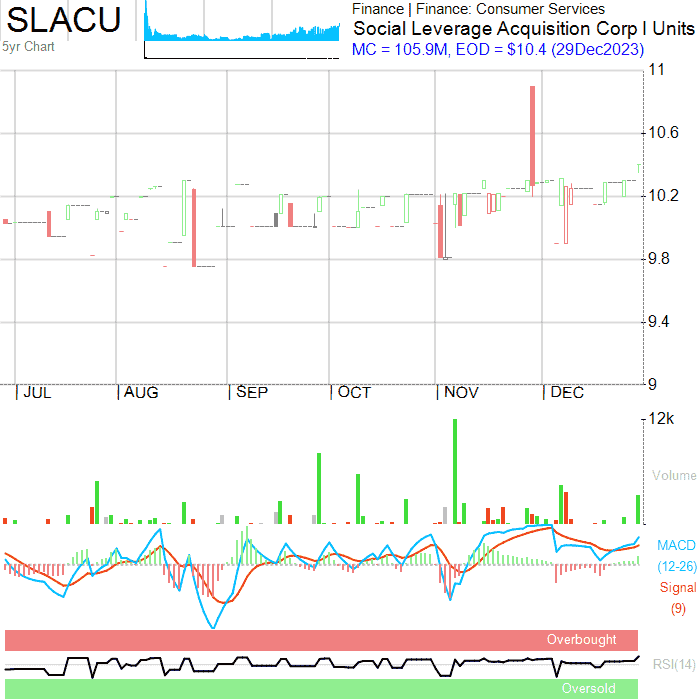 SLACU
5yr Chart
Finance | Finance: Consumer Services
Social Leverage Acquisition Corp I Units
MC = 105.9M, EOD = $10.4 (29Dec2023)
11
10.6
10.2
9.8
9.4
9
JUL AUG SEP OCT NOV DEC
12k
Volume
MACD
(12-26)
Signal
(9)
Overbought
RSI(14)
Oversold